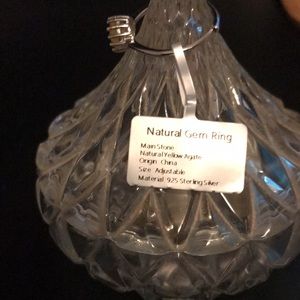 Natural Gem Ring
Main Stone
Natural Yellow Agate
Origin China
Size Adjustable
Material 925 Sterling Silver